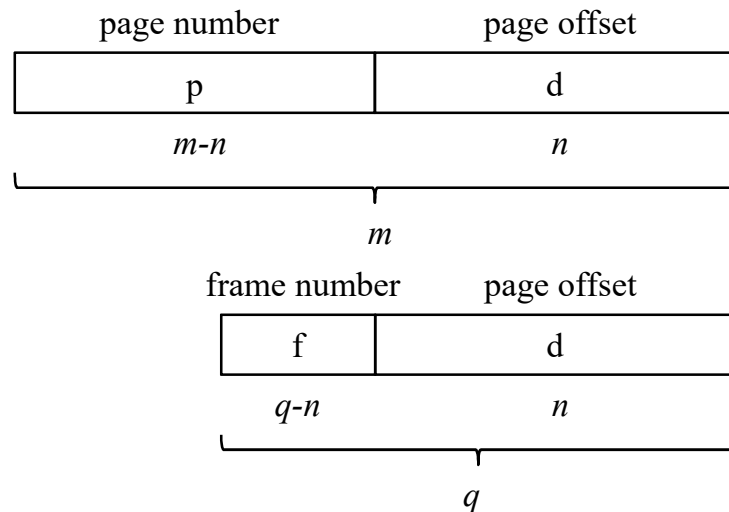 page number page offset
p d
m-n n
m
frame number page offset
f d
q-n n
q